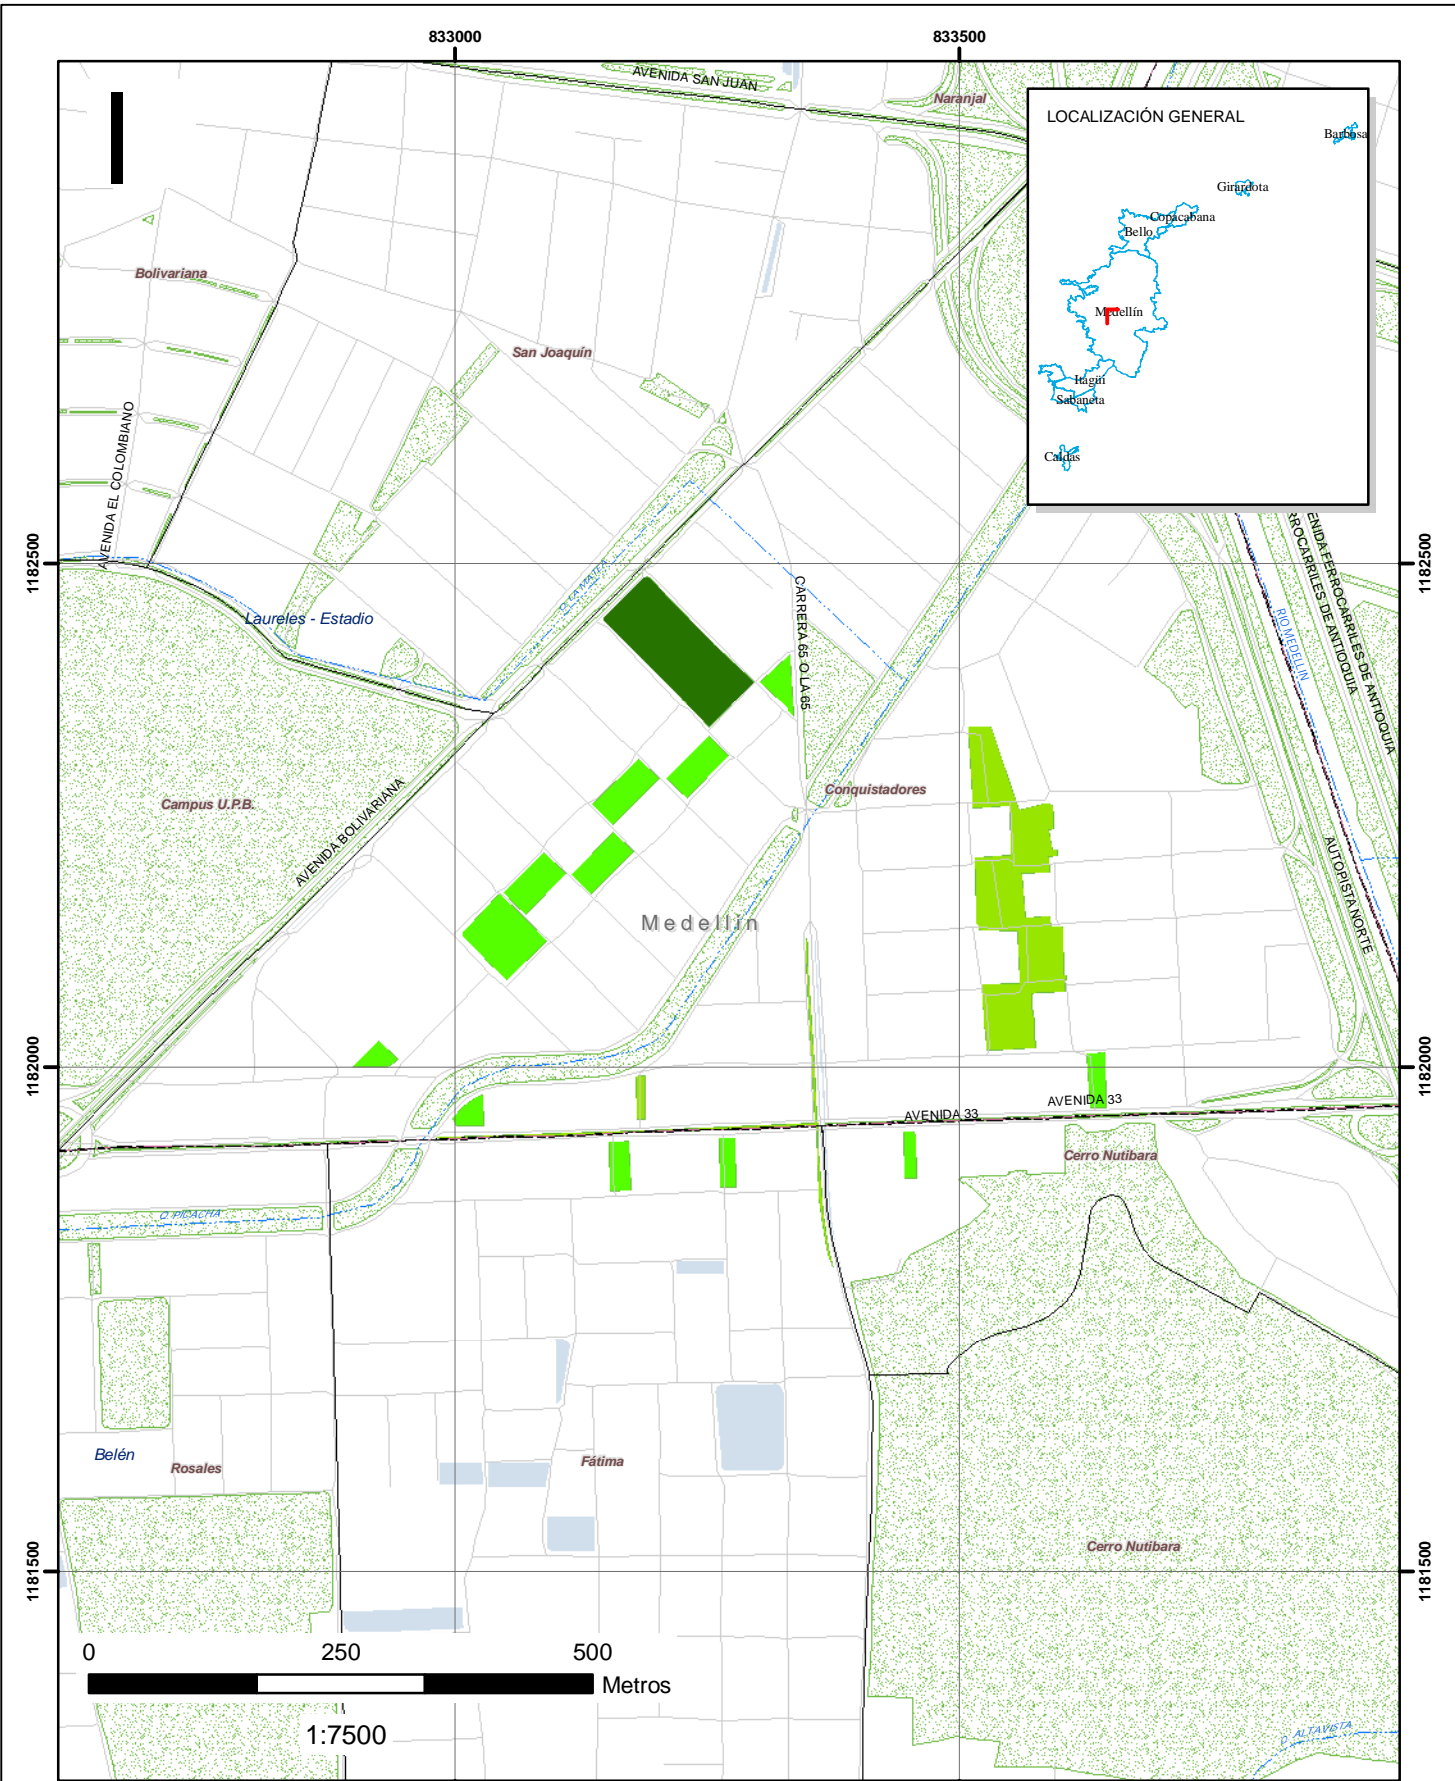 833000
833500
AVENIDA SAN JUAN
Naranjal
LOCALIZACIÓN GENERAL
Barbosa
Girardota
Copacabana
Bello
Medellín
Itagüí
Sabaneta
Caldas
Bolivariana
San Joaquín
AVENIDA EL COLOMBIANO
1182500
1182500
Q. LA MATEA
CARRERA 65 O LA 65
AVENIDA FERROCARRILES DE ANTIOQUIA
FERROCARRILES DE ANTIOQUIA
RIO MEDELLIN
Laureles - Estadio
Campus U.P.B.
AVENIDA BOLIVARIANA
Conquistadores
AUTOPISTA NORTE
Medellín
1182000
1182000
AVENIDA 33
AVENIDA 33
Cerro Nutibara
Q. PICACHA
Belén
Rosales
Fátima
Cerro Nutibara
1181500
1181500
0 250 500
Metros
1:7500
Q. ALTAVISTA